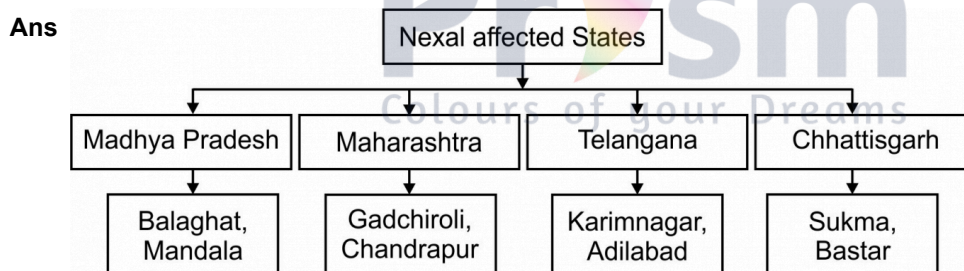 Prism
Colours of your Dreams
Ans
Nexal affected States
Madhya Pradesh
Maharashtra
Telangana
Chhattisgarh
Balaghat,
Mandala
Gadchiroli,
Chandrapur
Karimnagar,
Adilabad
Sukma,
Bastar